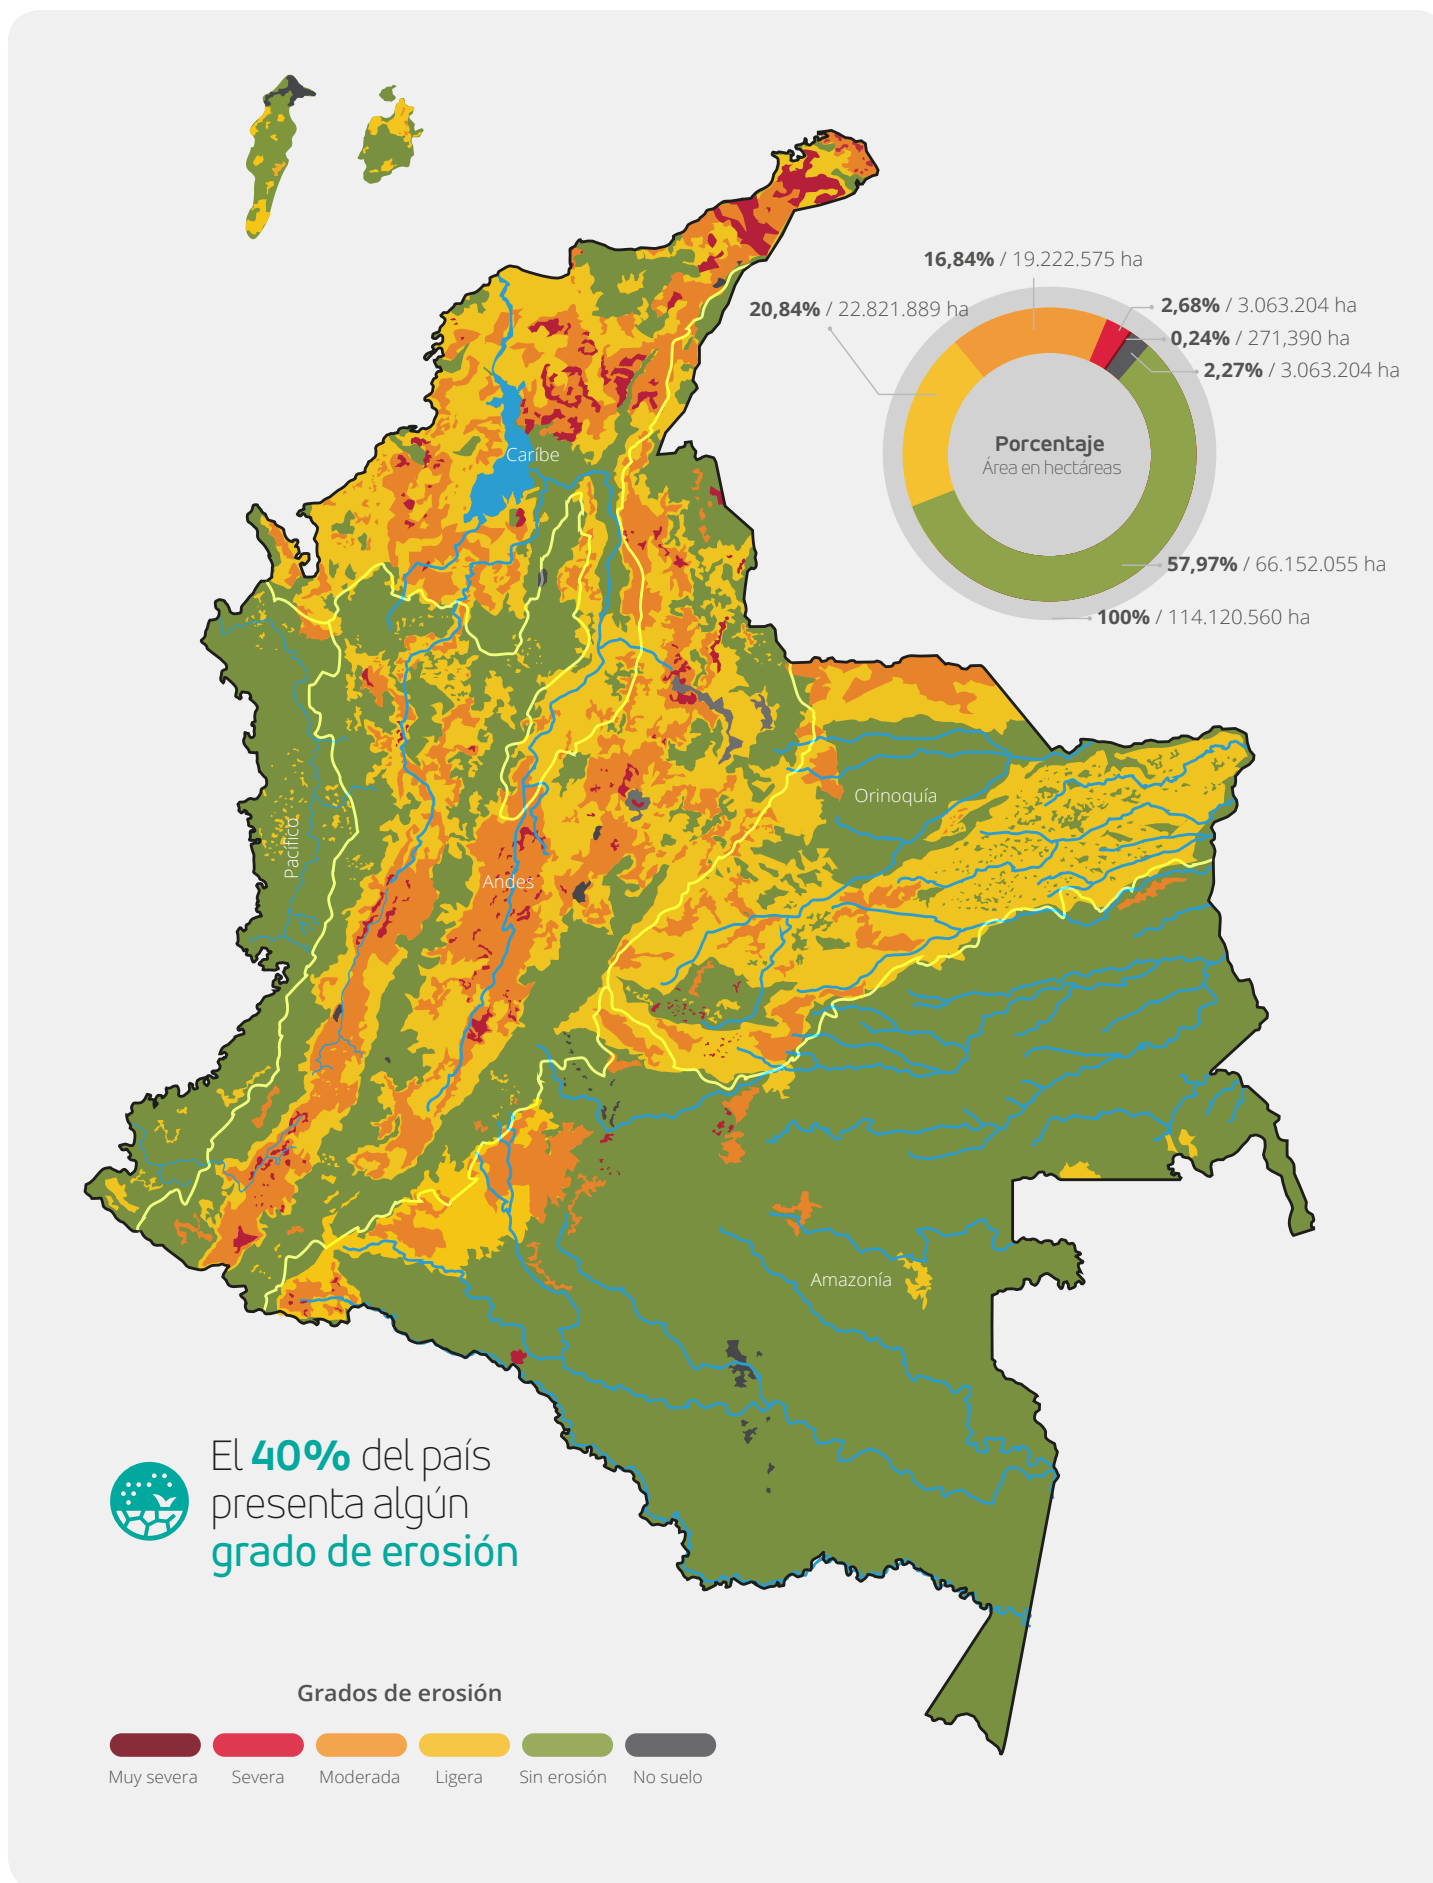 16,84% / 19.222.575 ha
20,84% / 22.821.889 ha
2,68% / 3.063.204 ha
0,24% / 271,390 ha
2,27% / 3.063.204 ha
Porcentaje
Área en hectáreas
57,97% / 66.152.055 ha
100% / 114.120.560 ha
Caríbe
Orinoquía
Pacífico
Andes
Amazonía
El 40% del país
presenta algún
grado de erosión
Grados de erosión
Muy severa
Severa
Moderada
Ligera
Sin erosión
No suelo